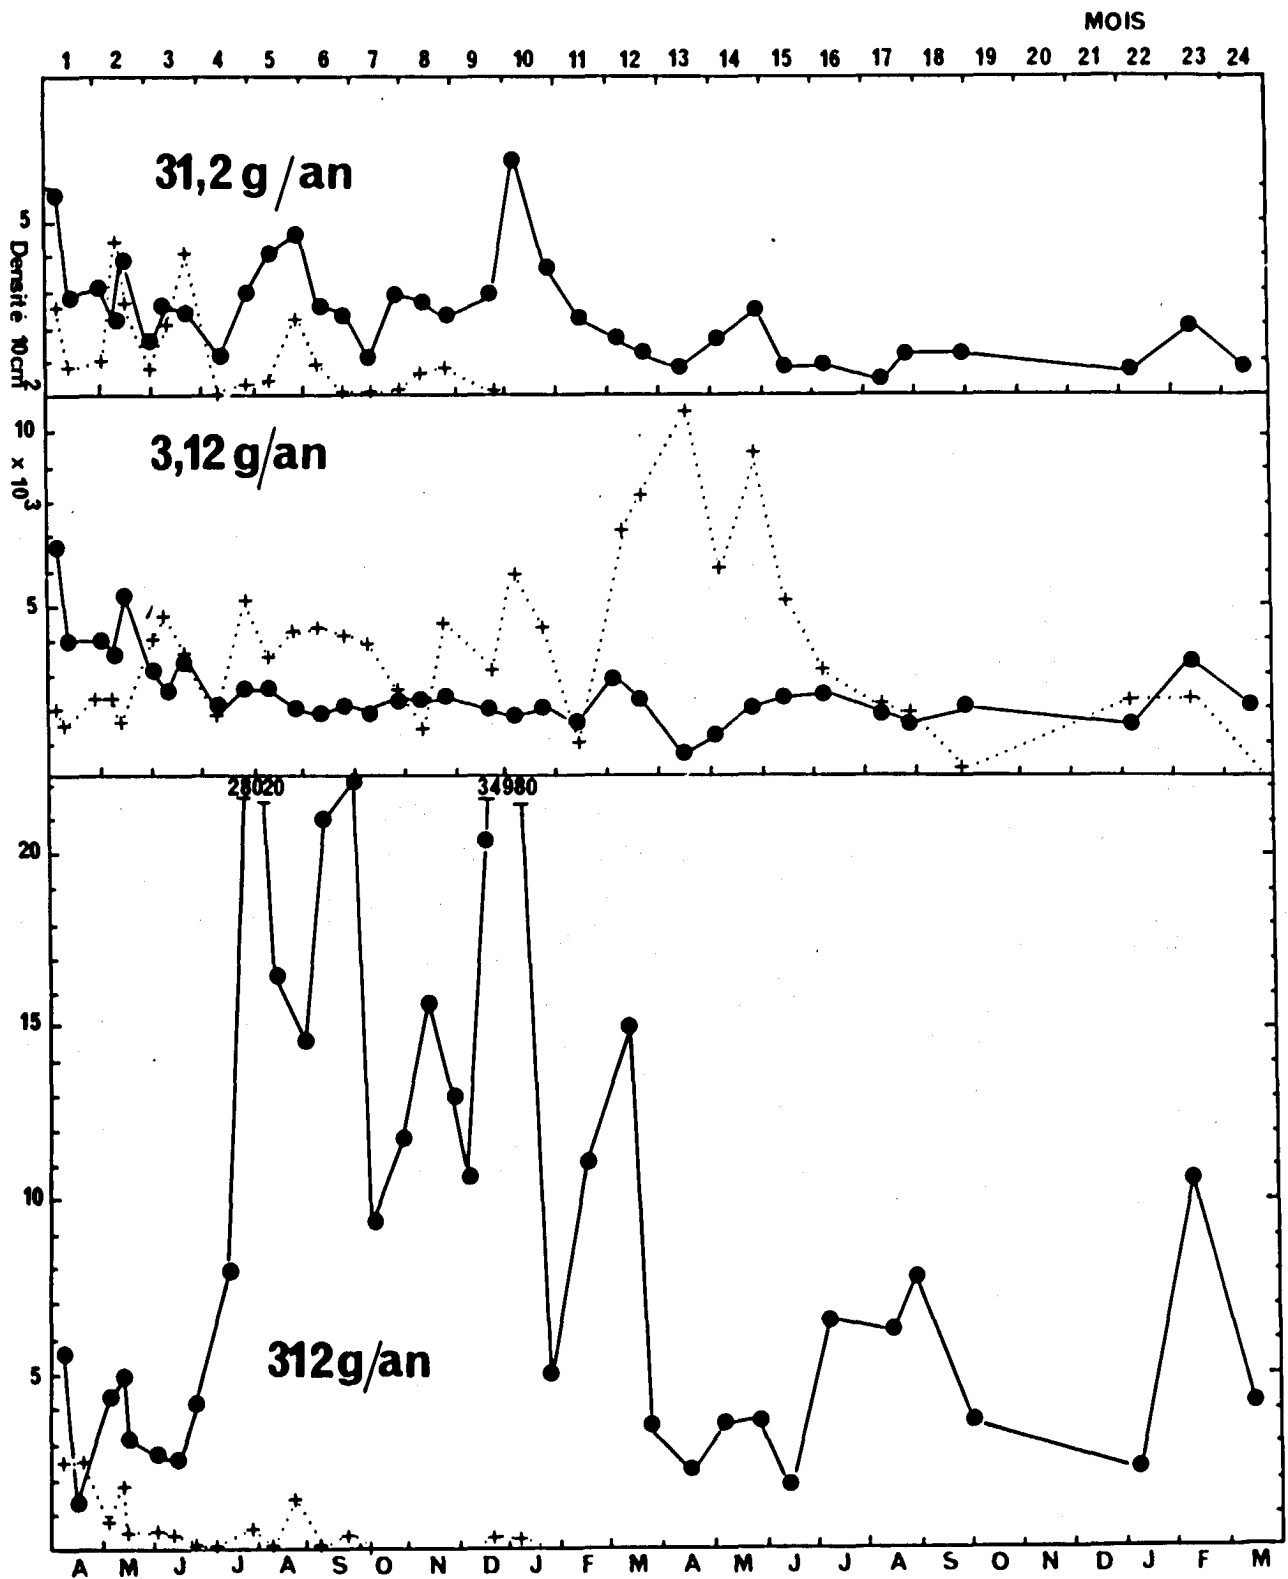 MOIS
1 2 3 4 5 6 7 8 9 10 11 12 13 14 15 16 17 18 19 20 21 22 23 24
31,2 g/an
5
Densité 10cm² × 10³
3,12 g/an
10
5
28020 34980
20
15
10
312 g/an
5
A M J J A S O N D J F M A M J J A S O N D J F M